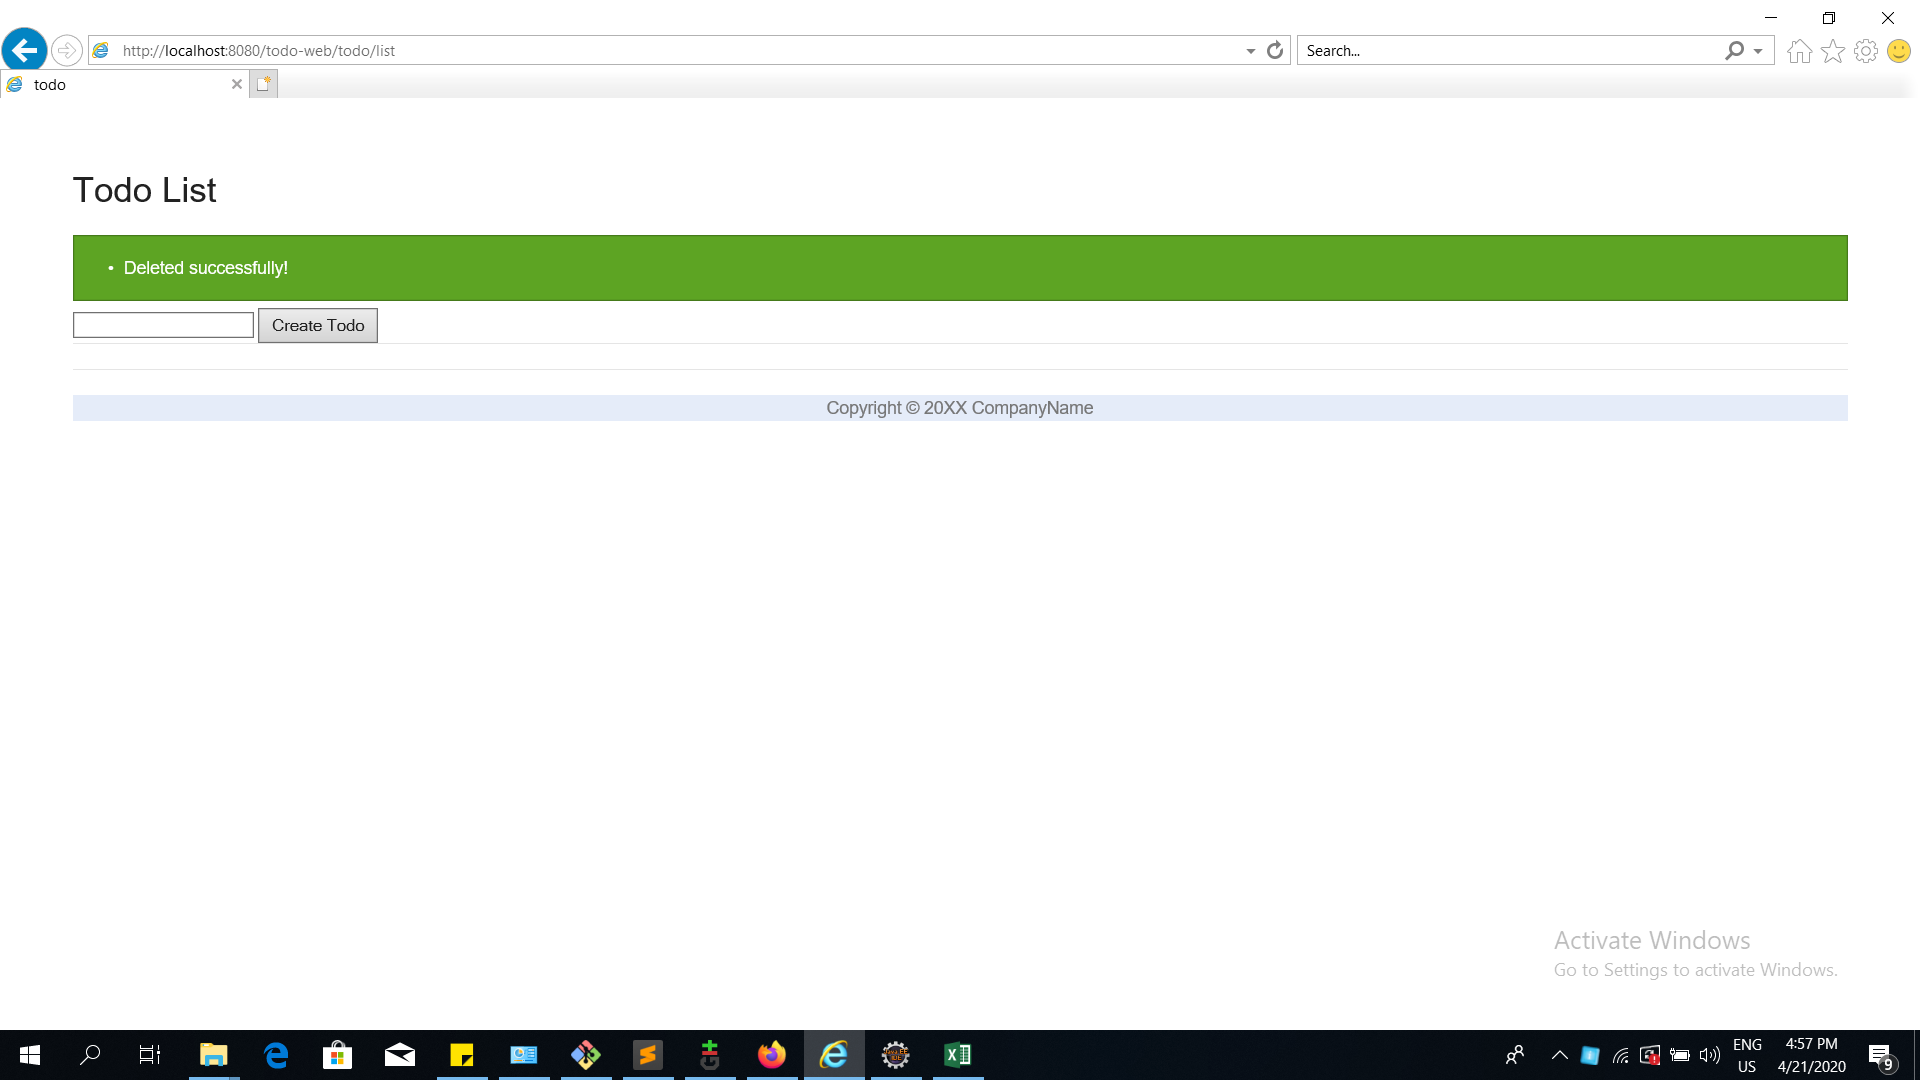 http://localhost:8080/todo-web/todo/list
Search...
todo
Todo List
• Deleted successfully!
Create Todo
Copyright © 20XX CompanyName
Activate Windows
Go to Settings to activate Windows.
ENG
US
4:57 PM
4/21/2020
9